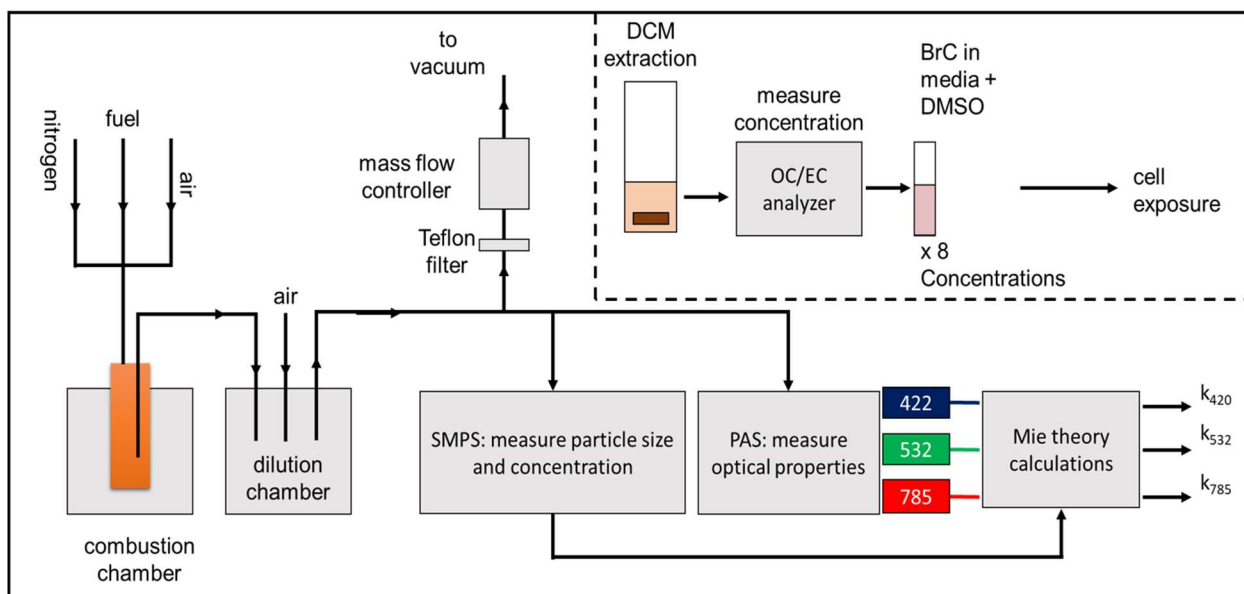 to
vacuum
nitrogen
fuel
air
mass flow
controller
Teflon
filter
air
combustion
chamber
dilution
chamber
SMPS: measure particle size
and concentration
PAS: measure
optical properties
422
532
785
Mie theory
calculations
k420
k532
k785
DCM
extraction
measure
concentration
OC/EC
analyzer
BrC in
media +
DMSO
x 8
Concentrations
cell
exposure